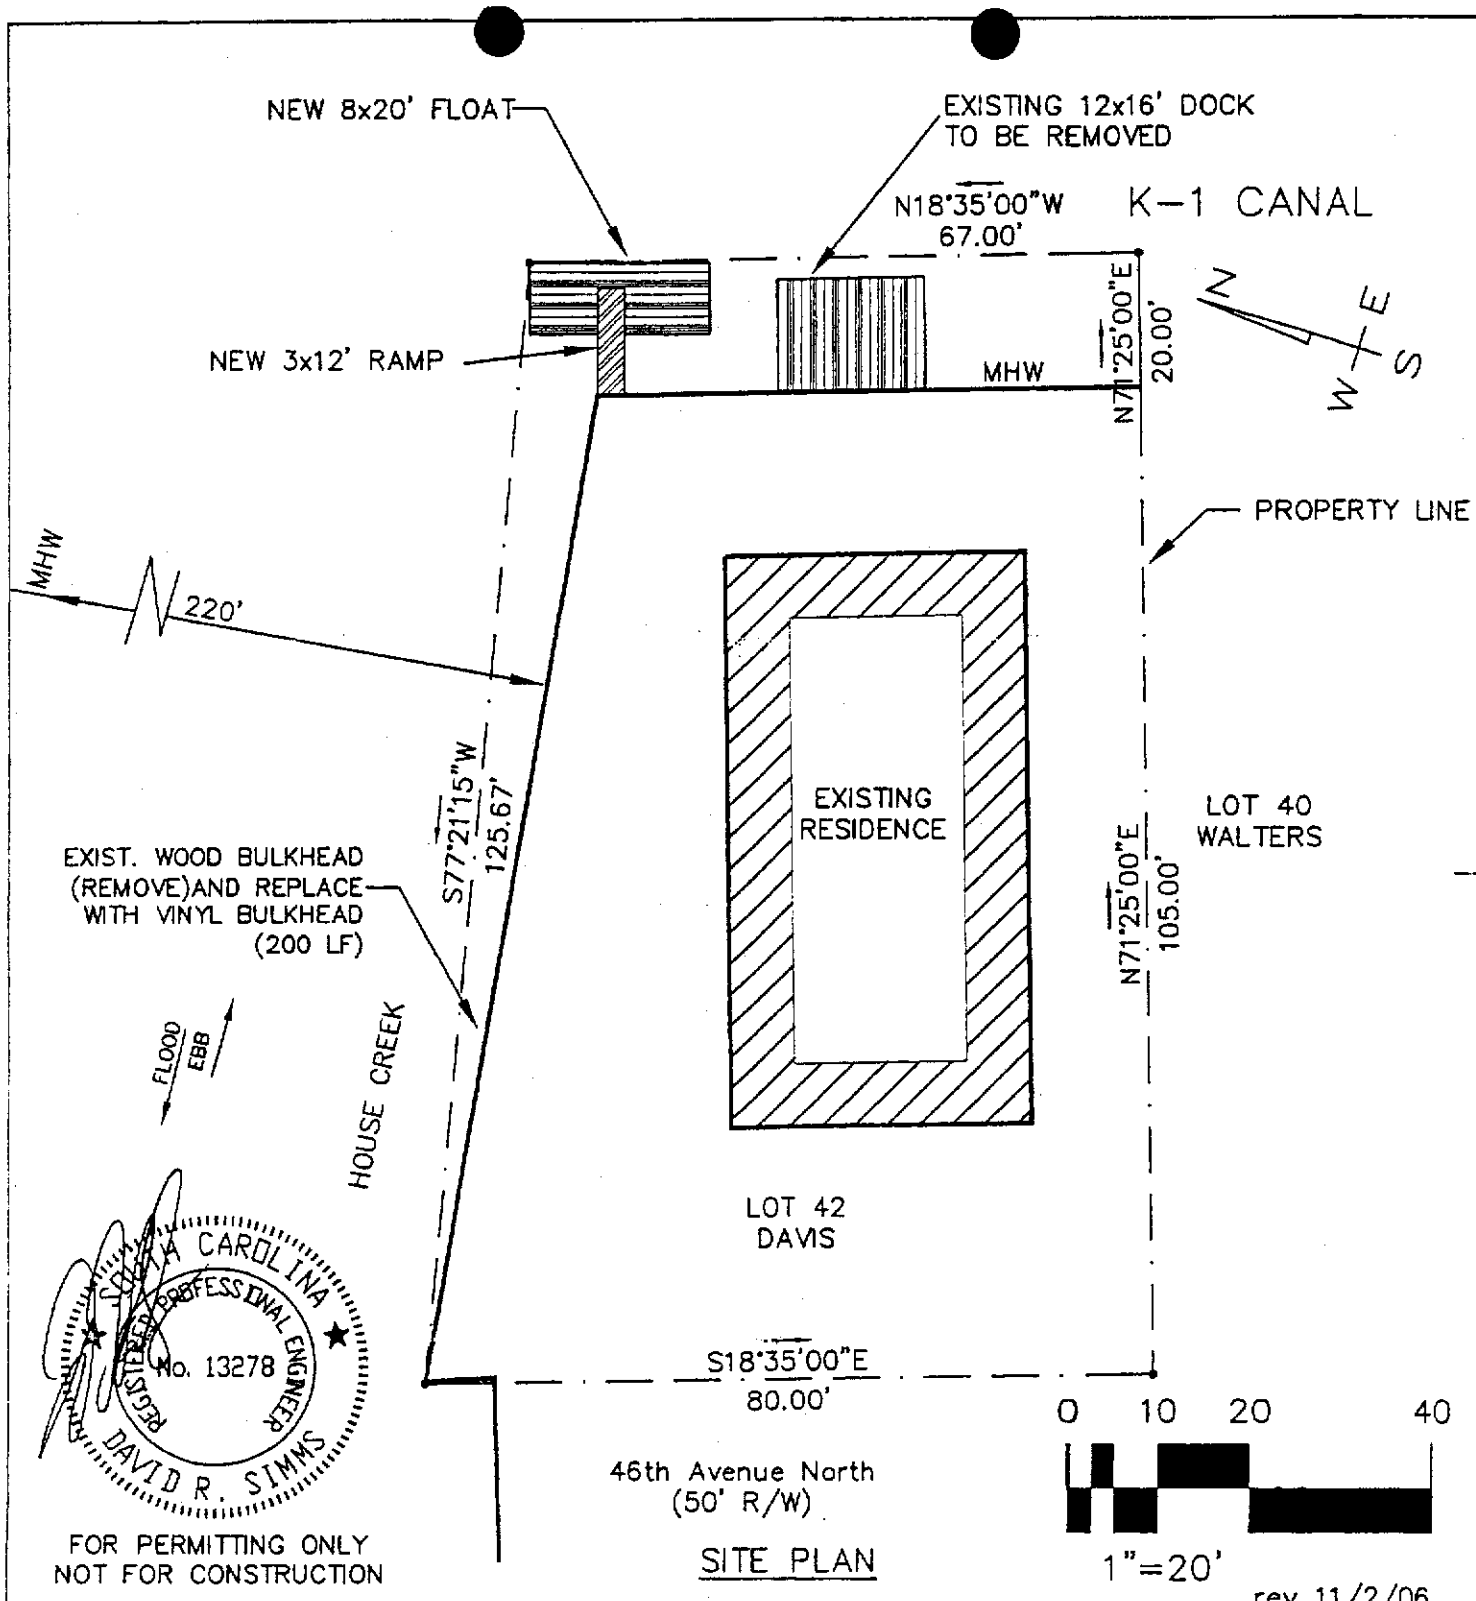 NEW 8x20' FLOAT
EXISTING 12x16' DOCK
TO BE REMOVED
N18°35'00"W
67.00'
K-1 CANAL
N71°25'00"E
20.00'
N
E
S
W
NEW 3x12' RAMP
MHW
PROPERTY LINE
MHW
220'
S77°21'15"W
125.67'
EXISTING
RESIDENCE
LOT 40
WALTERS
N71°25'00"E
105.00'
EXIST. WOOD BULKHEAD
(REMOVE)AND REPLACE
WITH VINYL BULKHEAD
(200 LF)
FLOOD
EBB
HOUSE CREEK
LOT 42
DAVIS
SOUTH CAROLINA
REGISTERED PROFESSIONAL ENGINEER
No. 13278
DAVID R. SIMMS
S18°35'00"E
80.00'
0 10 20 40
46th Avenue North
(50' R/W)
FOR PERMITTING ONLY
NOT FOR CONSTRUCTION
SITE PLAN
1"=20'
rev 11/2/06